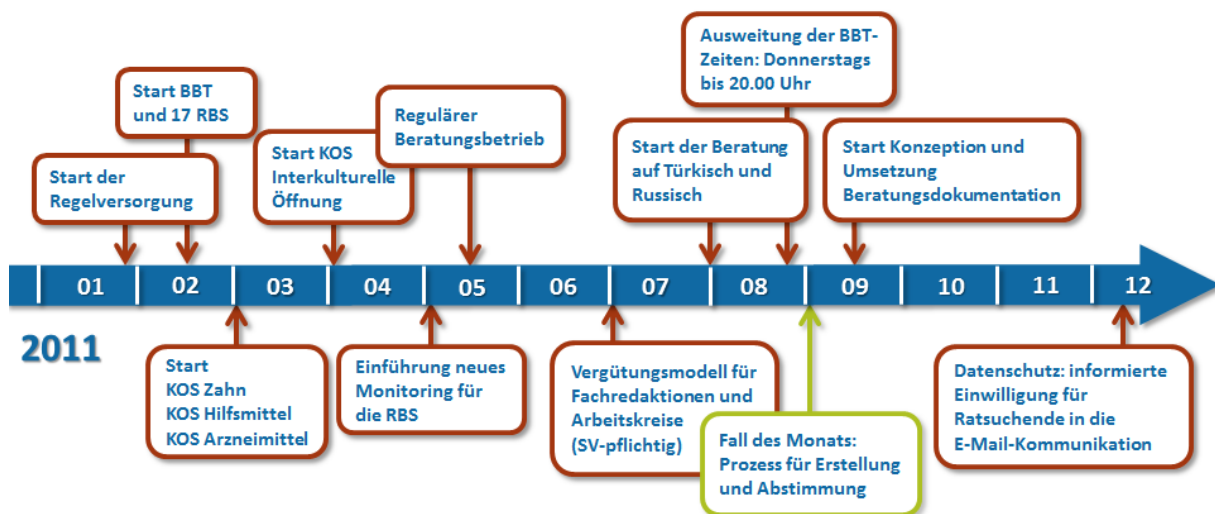 Ausweitung der BBT-
Zeiten: Donnerstags
bis 20.00 Uhr
Start BBT
und 17 RBS
Regulärer
Beratungsbetrieb
Start der
Regelversorgung
Start KOS
Interkulturelle
Öffnung
Start der Beratung
auf Türkisch und
Russisch
Start Konzeption und
Umsetzung
Beratungsdokumentation
01 02 03 04 05 06 07 08 09 10 11 12
2011
Start
KOS Zahn
KOS Hilfsmittel
KOS Arzneimittel
Einführung neues
Monitoring für
die RBS
Vergütungsmodell für
Fachredaktionen und
Arbeitskreise
(SV-pflichtig)
Fall des Monats:
Prozess für Erstellung
und Abstimmung
Datenschutz: informierte
Einwilligung für
Ratsuchende in die
E-Mail-Kommunikation